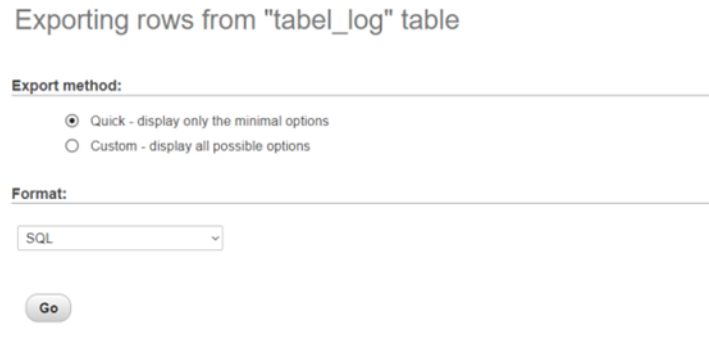 Exporting rows from "tabel_log" table
Export method:
Quick - display only the minimal options
Custom - display all possible options
Format:
SQL
Go